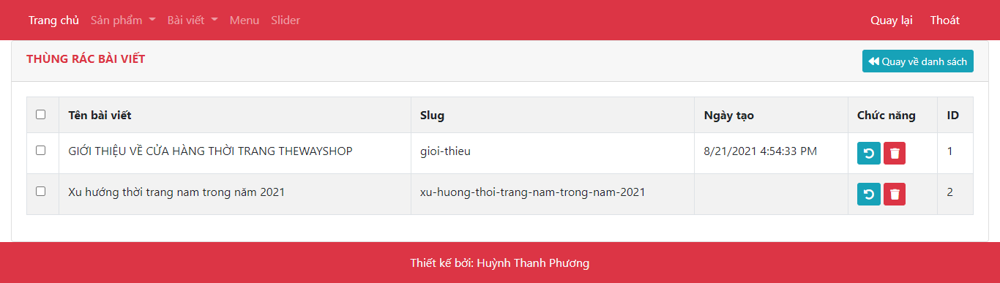 Trang chủ Sản phẩm Bài viết Menu Slider Quay lại Thoát
THÙNG RÁC BÀI VIẾT Quay về danh sách
Tên bài viết Slug Ngày tạo Chức năng ID
GIỚI THIỆU VỀ CỬA HÀNG THỜI TRANG THEWAYSHOP gioi-thieu 8/21/2021 4:54:33 PM 1
Xu hướng thời trang nam trong năm 2021 xu-huong-thoi-trang-nam-trong-nam-2021 2
Thiết kế bởi: Huỳnh Thanh Phương